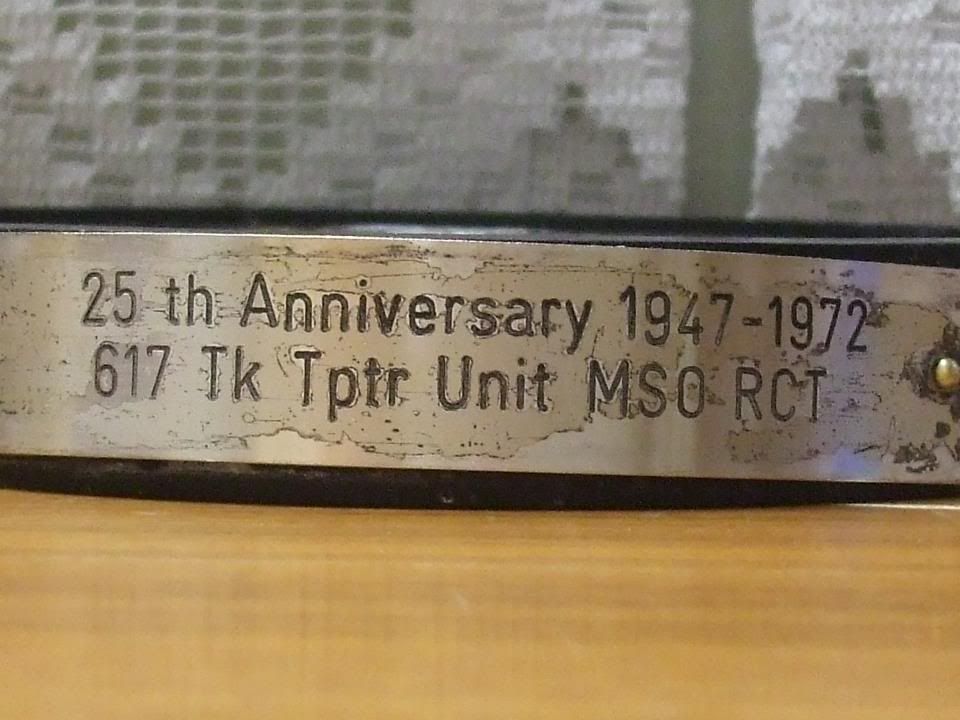 25 th Anniversary 1947-1972
617 Tk Tptr Unit MSO RCT